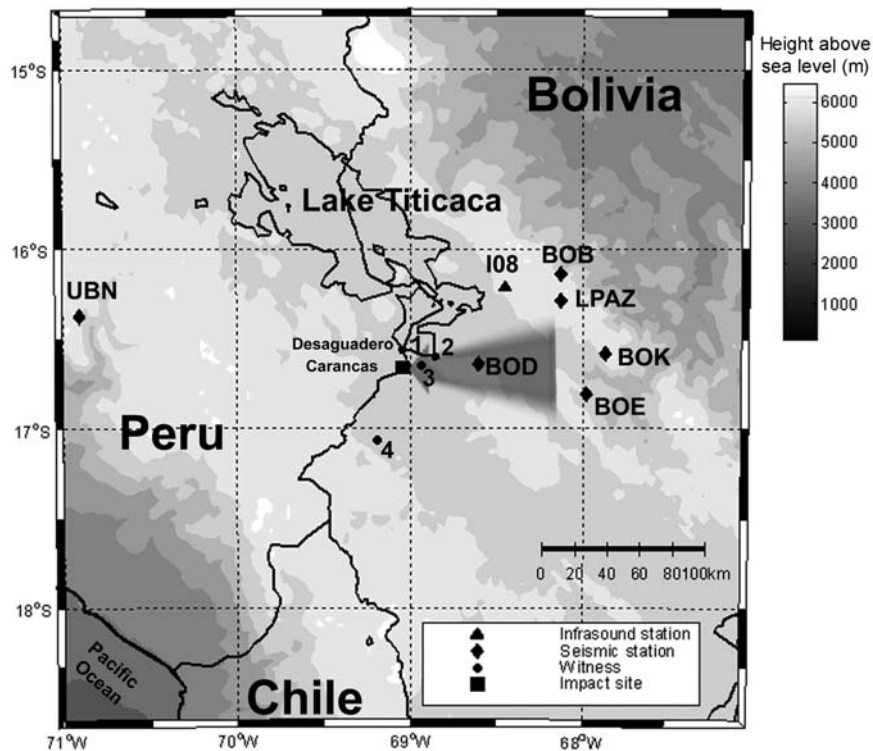 Height above
sea level (m)
15°S
Bolivia
6000
5000
4000
3000
2000
1000
Lake Titicaca
16°S
I08
BOB
UBN
LPAZ
Desaguadero
1
2
BOK
Carancas
3
BOD
BOE
Peru
17°S
4
0 20 40 60 80100km
18°S
Infrasound station
Seismic station
Witness
Impact site
Pacific
Ocean
Chile
71°W
70°W
69°W
68°W